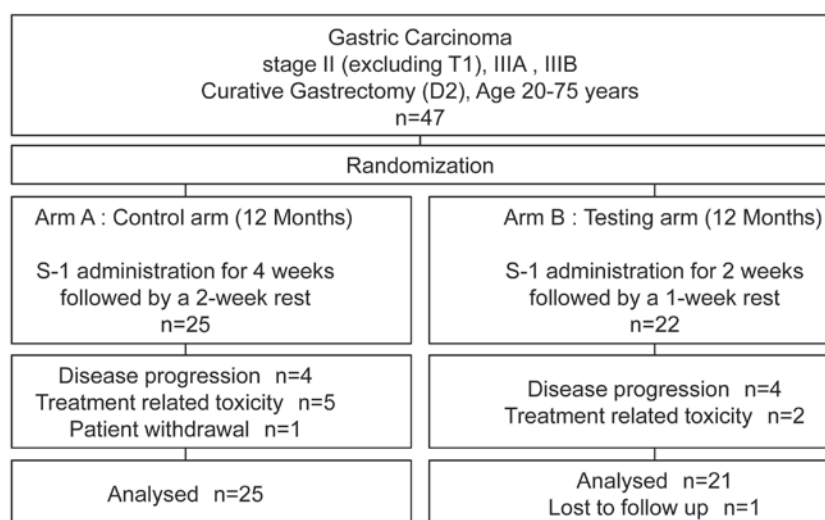 Gastric Carcinoma
stage II (excluding T1), IIIA , IIIB
Curative Gastrectomy (D2), Age 20-75 years
n=47
Randomization
Arm A : Control arm (12 Months)
S-1 administration for 4 weeks
followed by a 2-week rest
n=25
Arm B : Testing arm (12 Months)
S-1 administration for 2 weeks
followed by a 1-week rest
n=22
Disease progression n=4
Treatment related toxicity n=5
Patient withdrawal n=1
Disease progression n=4
Treatment related toxicity n=2
Analysed n=25
Analysed n=21
Lost to follow up n=1